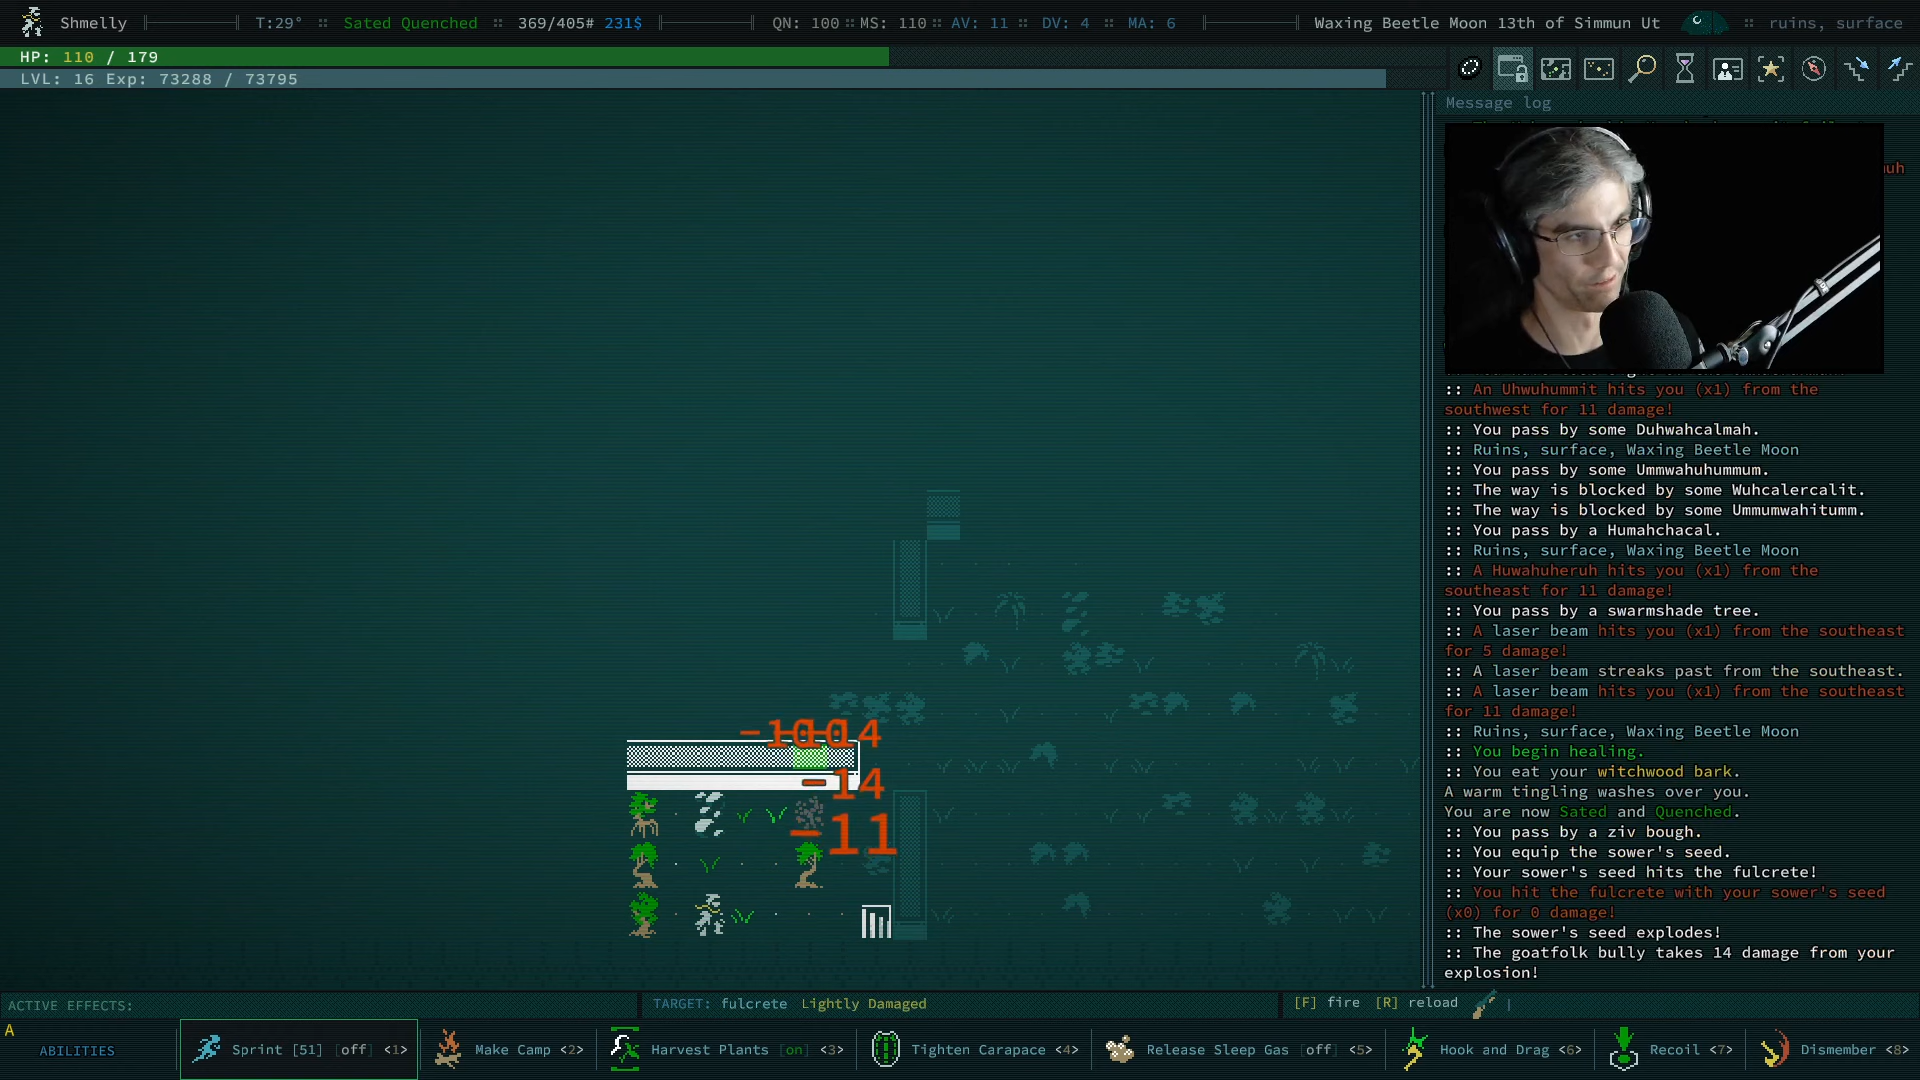 Shmelly
T:29° :: Sated Quenched :: 369/405# 231$
QN: 100 :: MS: 110 :: AV: 11 :: DV: 4 :: MA: 6
Waxing Beetle Moon 13th of Simmun Ut :: ruins, surface
HP: 110 / 179
LVL: 16 Exp: 73288 / 73795
Message log
:: An Uhwuhummit hits you (x1) from the
southwest for 11 damage!
:: You pass by some Duhwahcalmah.
:: Ruins, surface, Waxing Beetle Moon
:: You pass by some Ummwahuhummum.
:: The way is blocked by some Wuhcalercalit.
:: The way is blocked by some Ummumwahitumm.
:: You pass by a Humahchacal.
:: Ruins, surface, Waxing Beetle Moon
:: A Huwahuheruh hits you (x1) from the
southeast for 11 damage!
:: You pass by a swarmshade tree.
:: A laser beam hits you (x1) from the southeast
for 5 damage!
:: A laser beam streaks past from the southeast.
:: A laser beam hits you (x1) from the southeast
for 11 damage!
:: Ruins, surface, Waxing Beetle Moon
:: You begin healing.
:: You eat your witchwood bark.
A warm tingling washes over you.
You are now Sated and Quenched.
:: You pass by a ziv bough.
:: You equip the sower's seed.
:: Your sower's seed hits the fulcrete!
:: You hit the fulcrete with your sower's seed
(x0) for 0 damage!
:: The sower's seed explodes!
:: The goatfolk bully takes 14 damage from your
explosion!
-14
-11
ACTIVE EFFECTS:
TARGET: fulcrete Lightly Damaged
[F] fire [R] reload
A
ABILITIES
Sprint [51] [off] <1>
Make Camp <2>
Harvest Plants [on] <3>
Tighten Carapace <4>
Release Sleep Gas [off] <5>
Hook and Drag <6>
Recoil <7>
Dismember <8>